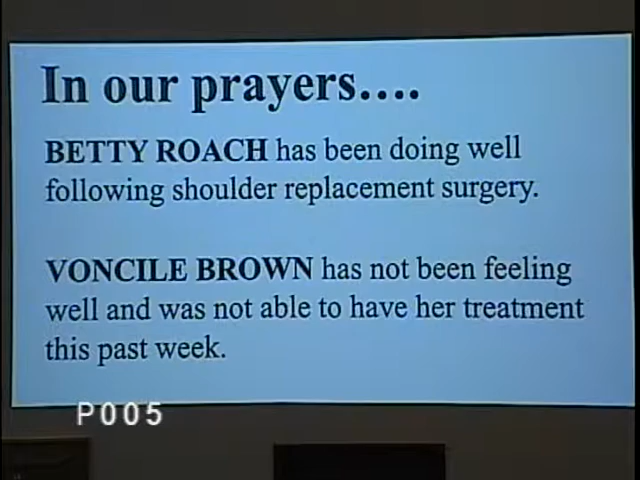 In our prayers....
BETTY ROACH has been doing well
following shoulder replacement surgery.
VONCILE BROWN has not been feeling
well and was not able to have her treatment
this past week.
P005